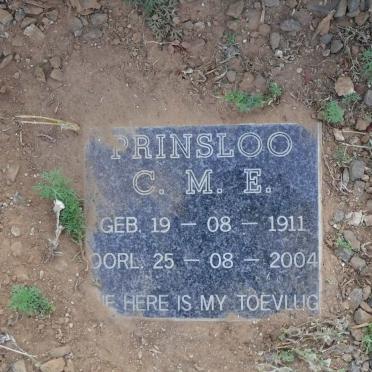 PRINSLOO
C. M. E.
GEB. 19 – 08 – 1911
OORL. 25 – 08 – 2004
HERE IS MY TOEVLUG